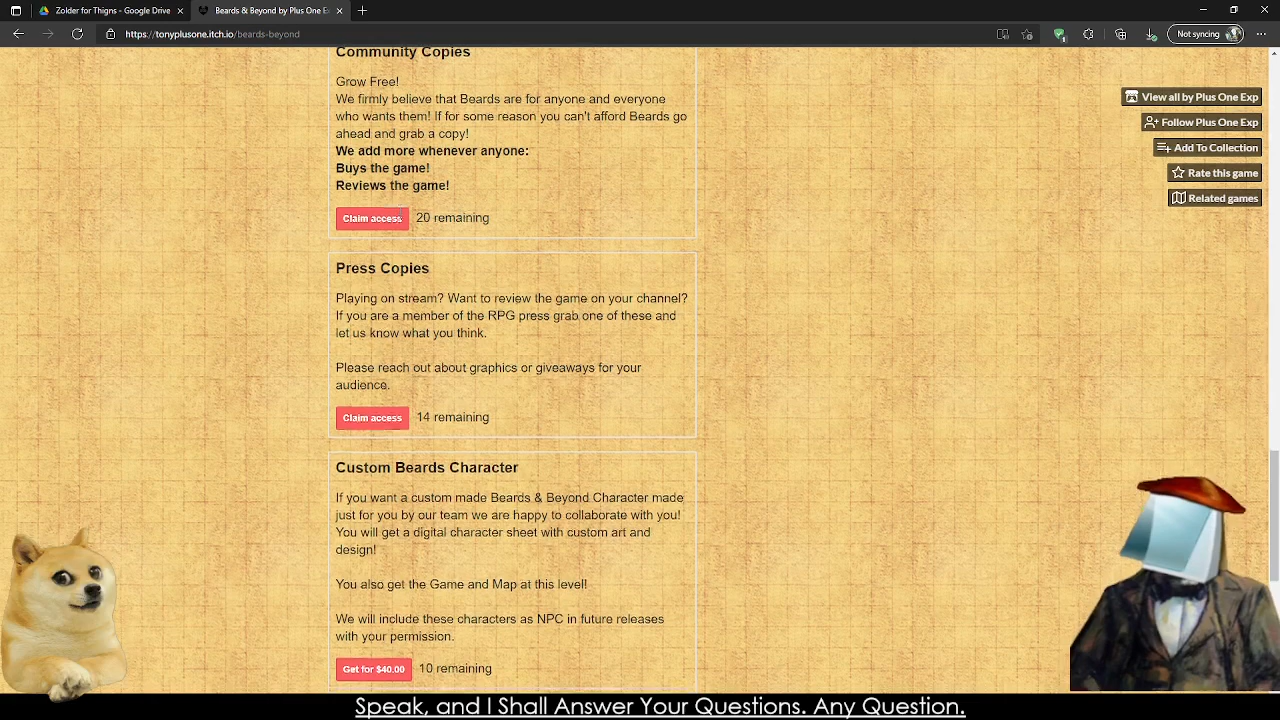 Zolder for Thigns - Google Drive
Beards & Beyond by Plus One E
https://tonyplusone.itch.io/beards-beyond
Not syncing
View all by Plus One Exp
Follow Plus One Exp
Add To Collection
Rate this game
Related games
Community Copies
Grow Free!
We firmly believe that Beards are for anyone and everyone
who wants them! If for some reason you can't afford Beards go
ahead and grab a copy!
We add more whenever anyone:
Buys the game!
Reviews the game!
Claim access 20 remaining
Press Copies
Playing on stream? Want to review the game on your channel?
If you are a member of the RPG press grab one of these and
let us know what you think.
Please reach out about graphics or giveaways for your
audience.
Claim access 14 remaining
Custom Beards Character
If you want a custom made Beards & Beyond Character made
just for you by our team we are happy to collaborate with you!
You will get a digital character sheet with custom art and
design!
You also get the Game and Map at this level!
We will include these characters as NPC in future releases
with your permission.
Get for $40.00 10 remaining
Speak, and I Shall Answer Your Questions. Any Question.